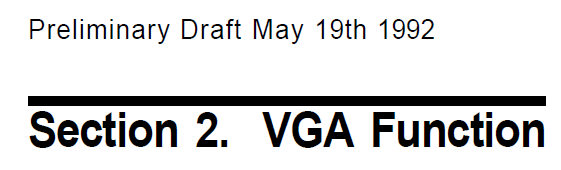 Preliminary Draft May 19th 1992
Section 2. VGA Function